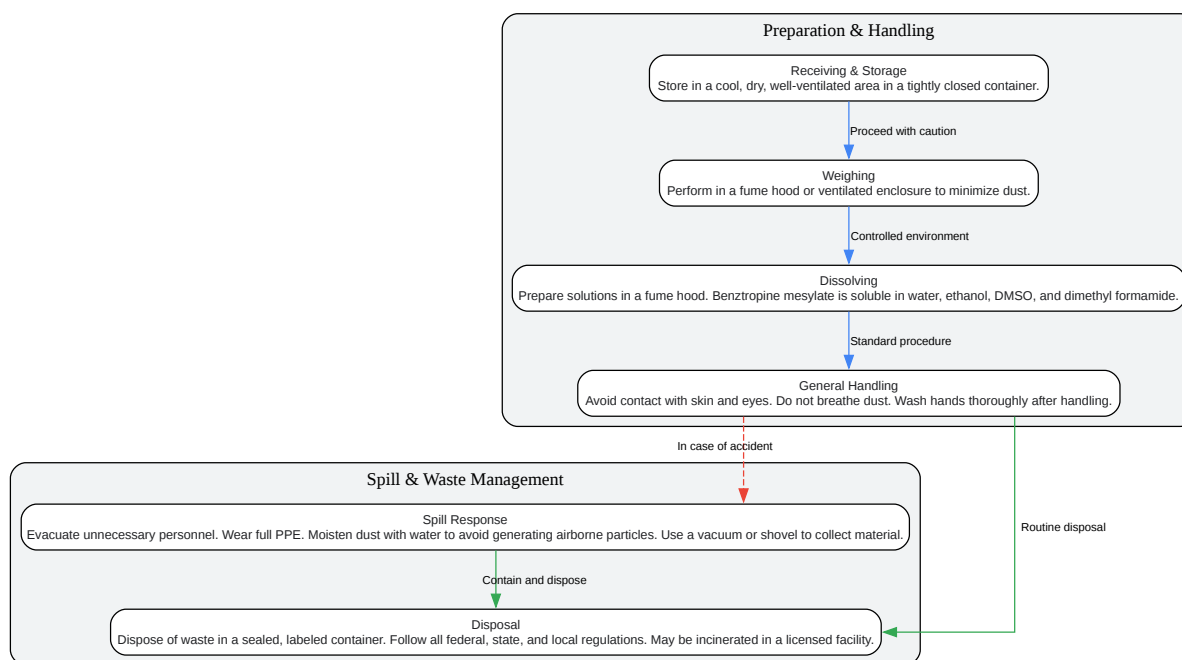 Preparation & Handling
Receiving & Storage
Store in a cool, dry, well-ventilated area in a tightly closed container.
Proceed with caution
Weighing
Perform in a fume hood or ventilated enclosure to minimize dust.
Controlled environment
Dissolving
Prepare solutions in a fume hood. Benztropine mesylate is soluble in water, ethanol, DMSO, and dimethyl formamide.
Standard procedure
General Handling
Avoid contact with skin and eyes. Do not breathe dust. Wash hands thoroughly after handling.
In case of accident
Spill & Waste Management
Spill Response
Evacuate unnecessary personnel. Wear full PPE. Moisten dust with water to avoid generating airborne particles. Use a vacuum or shovel to collect material.
Routine disposal
Contain and dispose
Disposal
Dispose of waste in a sealed, labeled container. Follow all federal, state, and local regulations. May be incinerated in a licensed facility.